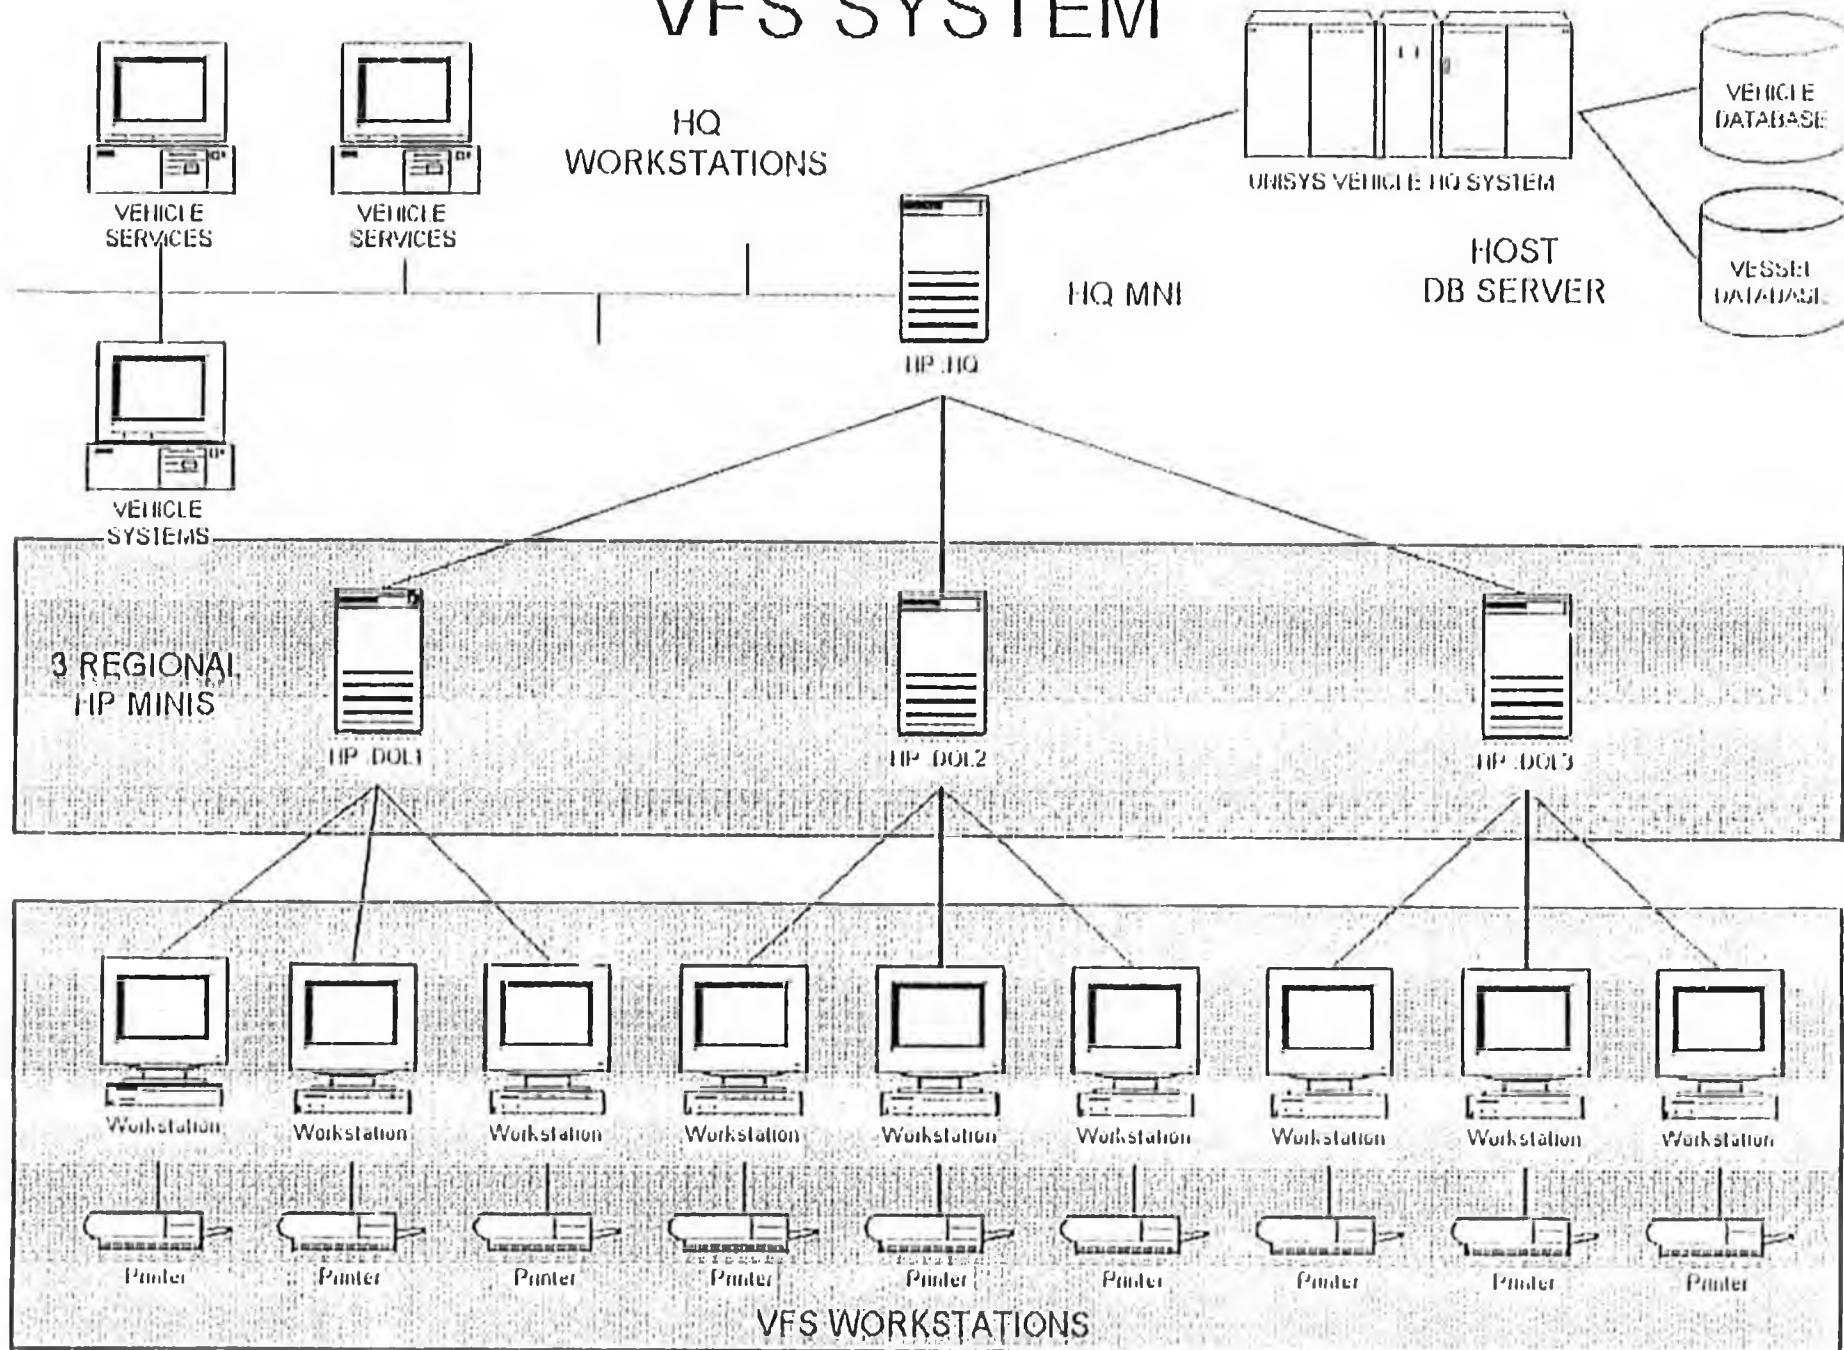 VFS SYSTEM
VEHICLE
SERVICES
VEHICLE
SERVICES
HQ
WORKSTATIONS
UNISYS VEHICLE HQ SYSTEM
VEHICLE
DATABASE
HOST
DB SERVER
VESSEL
DATABASE
HQ MNI
HP :HQ
VEHICLE
SYSTEMS
3 REGIONAL
HP MINIS
HP :DOL1
HP :DOL2
HP :DOL3
Workstation
Workstation
Workstation
Workstation
Workstation
Workstation
Workstation
Workstation
Workstation
Printer
Printer
Printer
Printer
Printer
Printer
Printer
Printer
Printer
VFS WORKSTATIONS